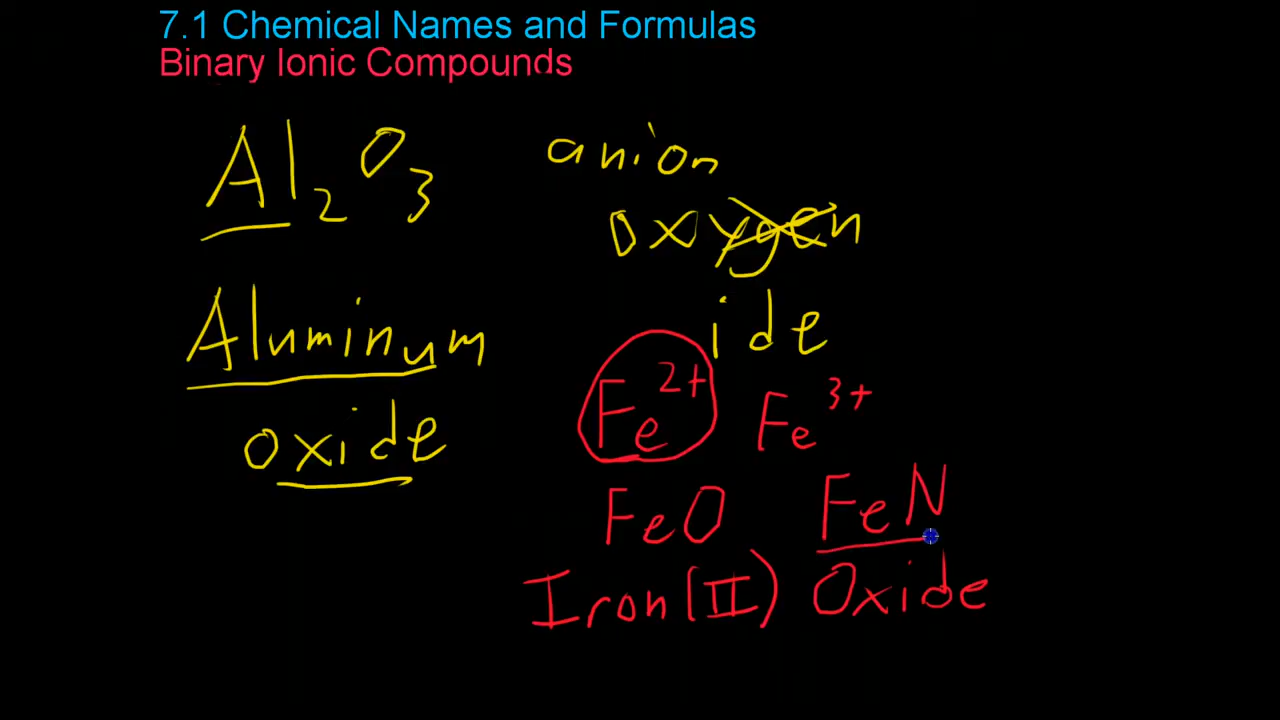 7.1 Chemical Names and Formulas
Binary Ionic Compounds
Al₂O₃
Aluminum
oxide
anion
oxygen
ide
Fe²⁺ Fe³⁺
FeO FeN
Iron(II) Oxide